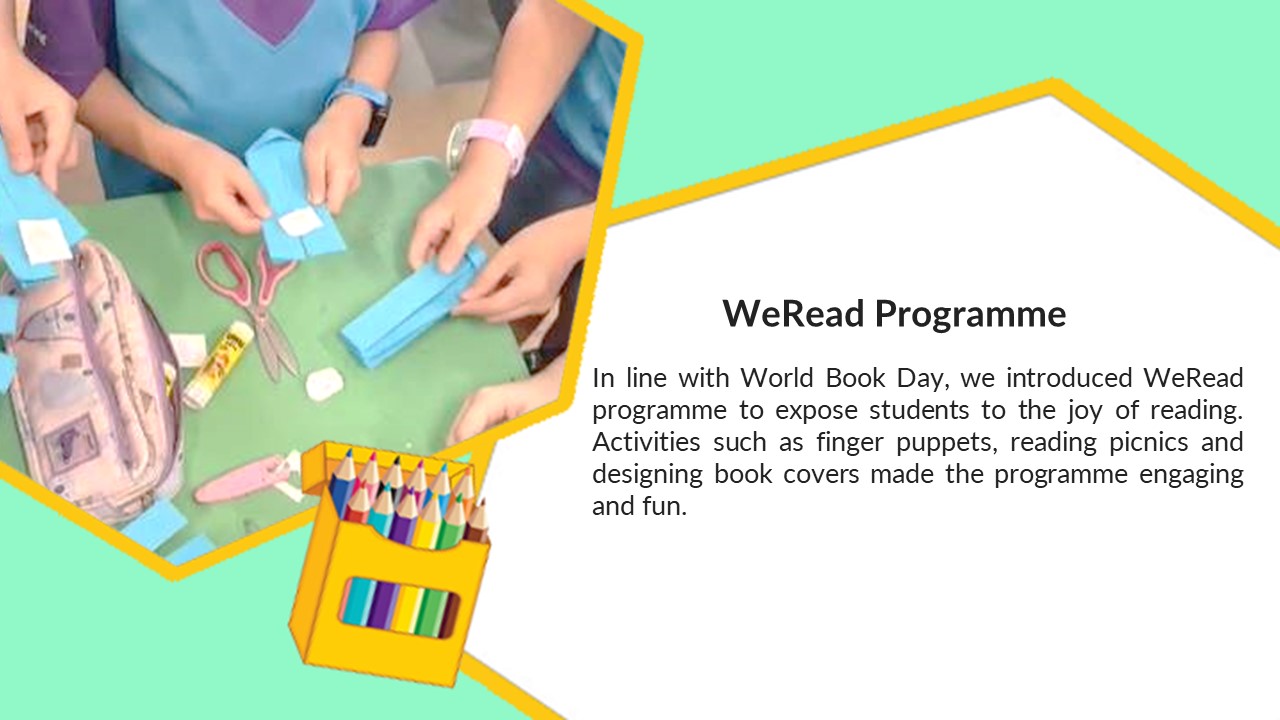 WeRead Programme
In line with World Book Day, we introduced WeRead
programme to expose students to the joy of reading.
Activities such as finger puppets, reading picnics and
designing book covers made the programme engaging
and fun.